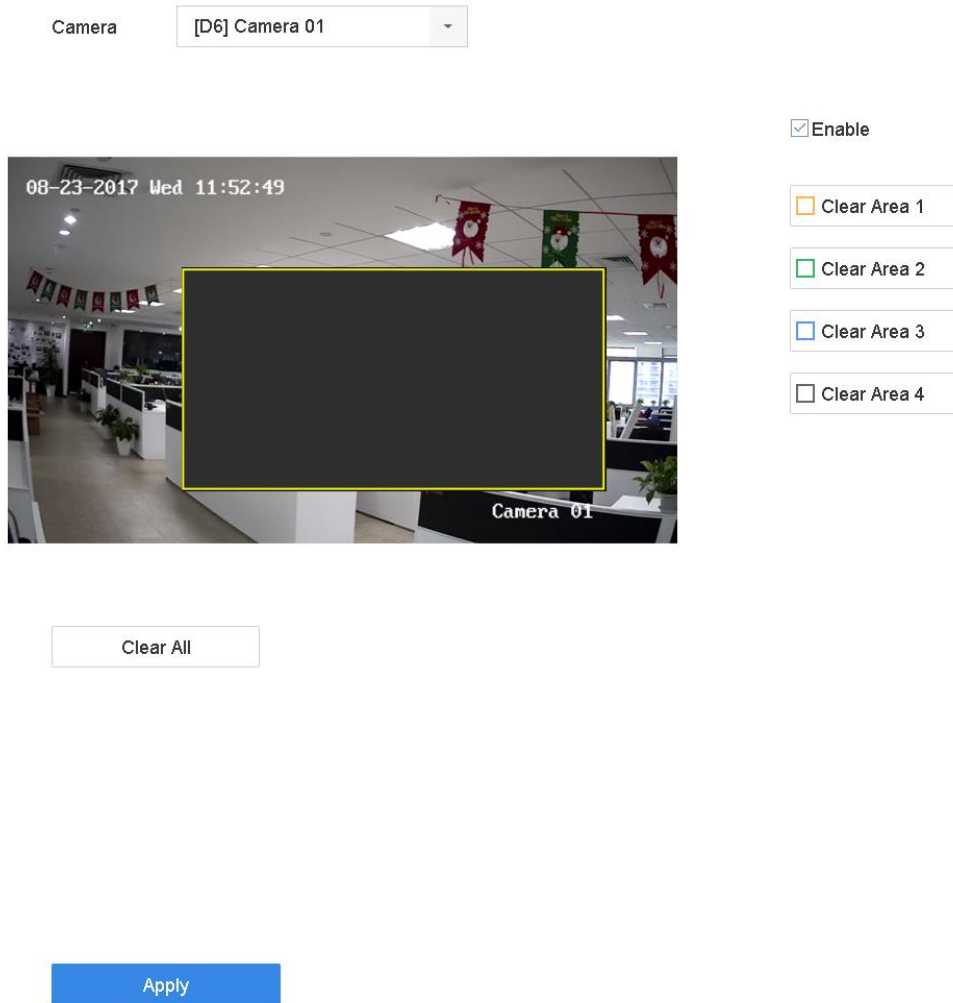 Camera
[D6] Camera 01
Enable
08-23-2017 Wed 11:52:49
Clear Area 1
Clear Area 2
Clear Area 3
Clear Area 4
Camera 01
Clear All
Apply